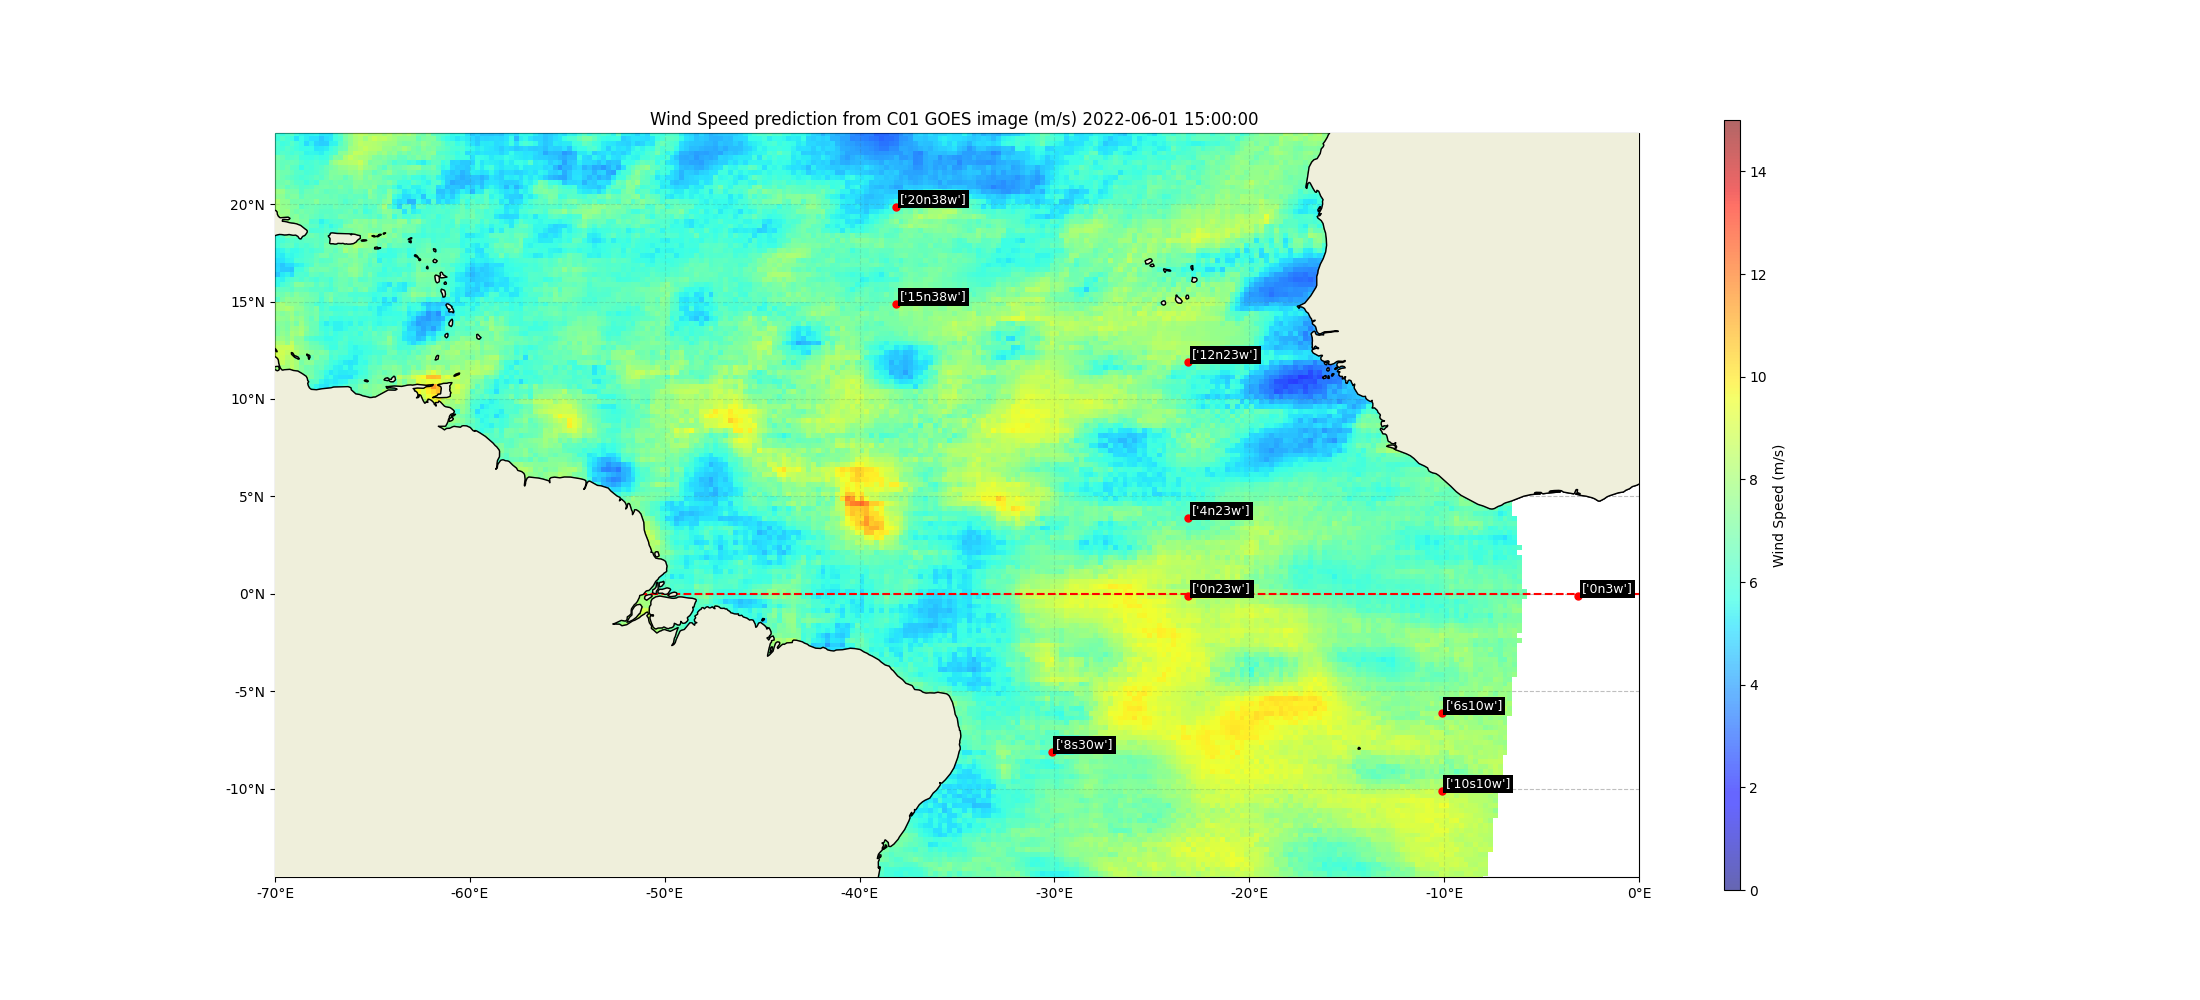 Wind Speed prediction from C01 GOES image (m/s) 2022-06-01 15:00:00
20°N
15°N
10°N
5°N
0°N
-5°N
-10°N
-70°E
-60°E
-50°E
-40°E
-30°E
-20°E
-10°E
0°E
['20n38w']
['15n38w']
['12n23w']
['4n23w']
['0n23w']
['0n3w']
['6s10w']
['8s30w']
['10s10w']
14
12
10
8
6
4
2
0
Wind Speed (m/s)